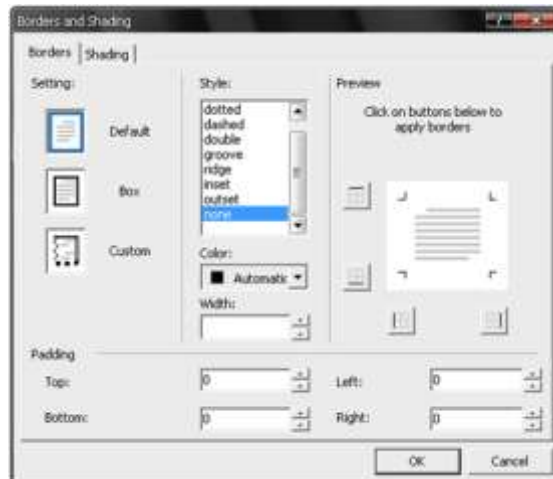 Borders and Shading
Borders
Shading
Setting:
Default
Box
Custom
Style:
dotted
dashed
double
groove
ridge
inset
outset
none
Color:
Automatic
Width:
Preview
Click on buttons below to
apply borders
Padding
Top:
0
Left:
0
Bottom:
0
Right:
0
OK
Cancel